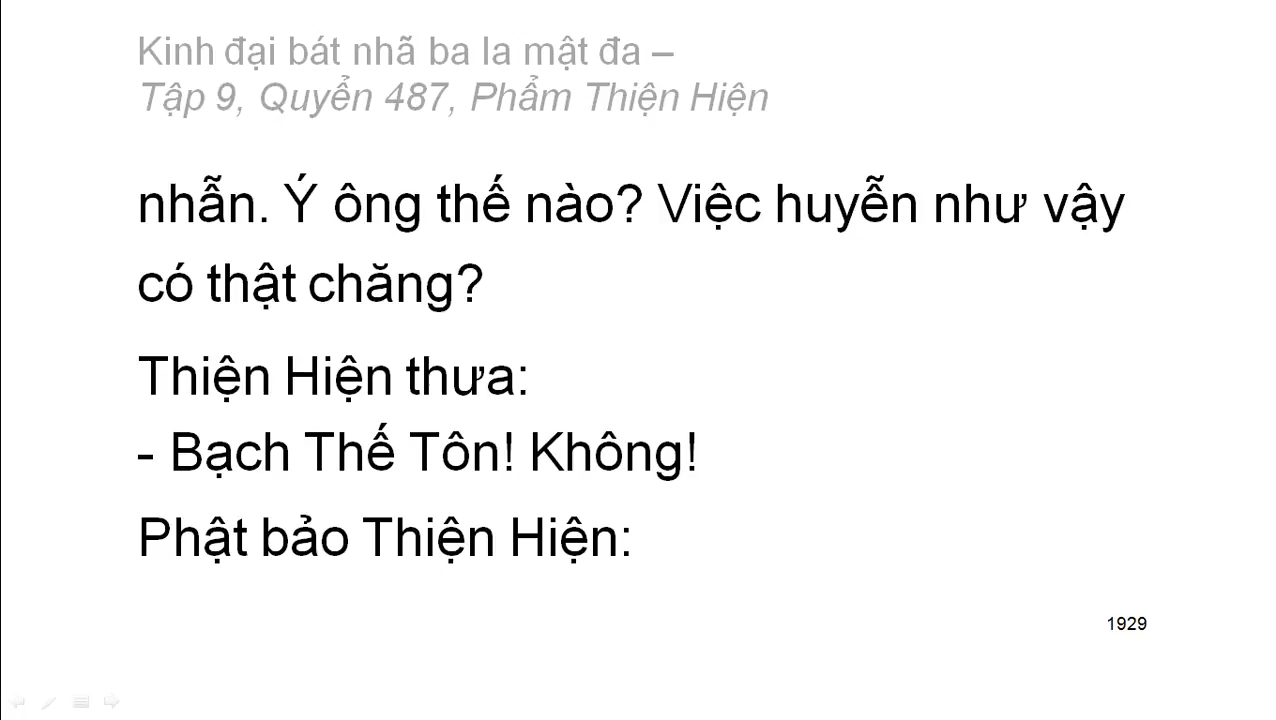 Kinh đại bát nhã ba la mật đa –
Tập 9, Quyển 487, Phẩm Thiện Hiện
nhẫn. Ý ông thế nào? Việc huyễn như vậy
có thật chăng?
Thiện Hiện thưa:
- Bạch Thế Tôn! Không!
Phật bảo Thiện Hiện:
1929